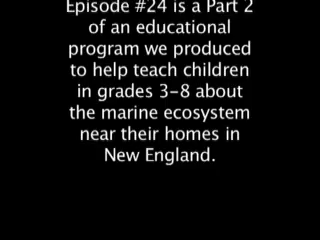 Episode #24 is a Part 2
of an educational
program we produced
to help teach children
in grades 3-8 about
the marine ecosystem
near their homes in
New England.